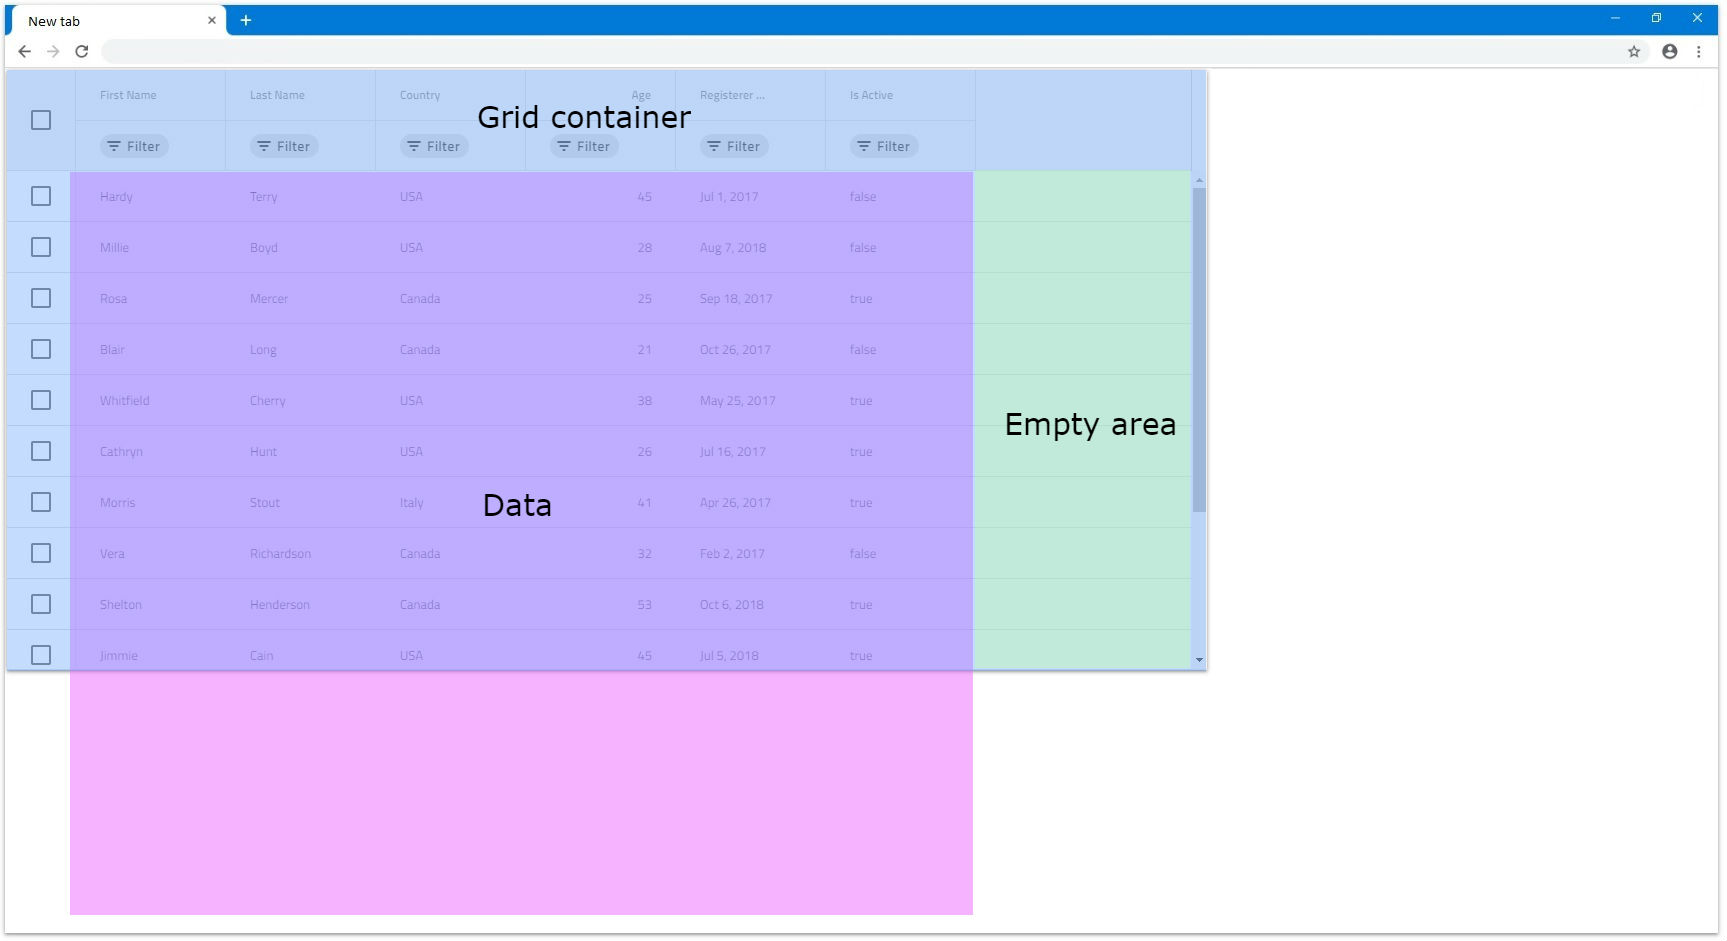 New tab
First Name Last Name Country Age Registerer ... Is Active
Grid container
Filter Filter Filter Filter Filter Filter
Hardy Terry USA 45 Jul 1, 2017 false
Millie Boyd USA 28 Aug 7, 2018 false
Rosa Mercer Canada 25 Sep 18, 2017 true
Blair Long Canada 21 Oct 26, 2017 false
Whitfield Cherry USA 38 May 25, 2017 true
Empty area
Cathryn Hunt USA 26 Jul 16, 2017 true
Morris Stout Italy 41 Apr 26, 2017 true
Data
Vera Richardson Canada 32 Feb 2, 2017 false
Shelton Henderson Canada 53 Oct 6, 2018 true
Jimmie Cain USA 45 Jul 5, 2018 true